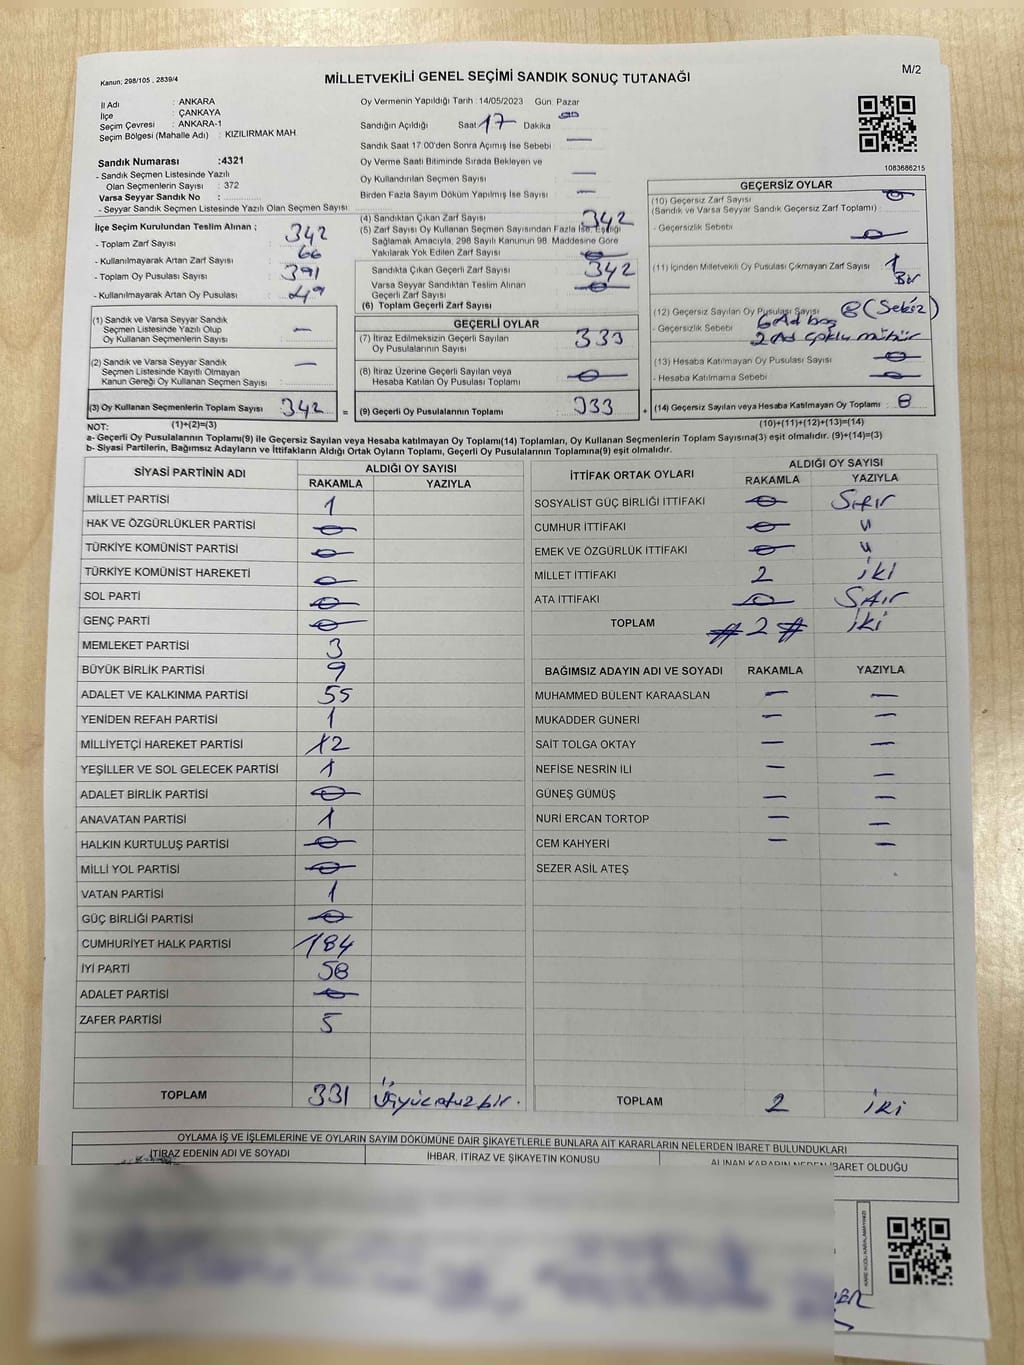 Kanun; 298/105 , 2839/4
MİLLETVEKİLİ GENEL SEÇİMİ SANDIK SONUÇ TUTANAĞI
M/2
İl Adı : ANKARA
İlçe : ÇANKAYA
Seçim Çevresi : ANKARA-1
Seçim Bölgesi (Mahalle Adı) : KIZILIRMAK MAH
Sandık Numarası :4321
- Sandık Seçmen Listesinde Yazılı
Olan Seçmenlerin Sayısı : 372
Varsa Seyyar Sandık No :
- Seyyar Sandık Seçmen Listesinde Yazılı Olan Seçmen Sayısı:
Oy Vermenin Yapıldığı Tarih :14/05/2023 Gün: Pazar
Sandığın Açıldığı Saat 17 Dakika
Sandık Saat 17:00'den Sonra Açımış İse Sebebi —
Oy Verme Saati Bitiminde Sırada Bekleyen ve
Oy Kullandırılan Seçmen Sayısı —
Birden Fazla Sayım Döküm Yapılmış İse Sayısı —
1083686215
İlçe Seçim Kurulundan Teslim Alınan ;
- Toplam Zarf Sayısı 342
- Kullanılmayarak Artan Zarf Sayısı 66
- Toplam Oy Pusulası Sayısı 391
- Kullanılmayarak Artan Oy Pusulası : 49
(1) Sandık ve Varsa Seyyar Sandık
Seçmen Listesinde Yazılı Olup
Oy Kullanan Seçmenlerin Sayısı : —
(2) Sandık ve Varsa Seyyar Sandık
Seçmen Listesinde Kayıtlı Olmayan
Kanun Gereği Oy Kullanan Seçmen Sayısı : —
(3) Oy Kullanan Seçmenlerin Toplam Sayısı : 342 =
(1)+(2)=(3)
(4) Sandıktan Çıkan Zarf Sayısı 342
(5) Zarf Sayısı Oy Kullanan Seçmen Sayısından Fazla İse, Eşitliği
Sağlamak Amacıyla, 298 Sayılı Kanunun 98. Maddesine Göre
Yakılarak Yok Edilen Zarf Sayısı 0
Sandıkta Çıkan Geçerli Zarf Sayısı 342
Varsa Seyyar Sandıktan Teslim Alınan
Geçerli Zarf Sayısı 0
(6) Toplam Geçerli Zarf Sayısı
GEÇERLİ OYLAR
(7) İtiraz Edilmeksizin Geçerli Sayılan
Oy Pusulalarının Sayısı 333
(8) İtiraz Üzerine Geçerli Sayılan veya
Hesaba Katılan Oy Pusulası Toplamı 0
(9) Geçerli Oy Pusulalarının Toplamı : 333 +
GEÇERSİZ OYLAR
(10) Geçersiz Zarf Sayısı 0
(Sandık ve Varsa Seyyar Sandık Geçersiz Zarf Toplamı) :
- Geçersizlik Sebebi : 0
(11) İçinden Milletvekili Oy Pusulası Çıkmayan Zarf Sayısı : 1
Bir
(12) Geçersiz Sayılan Oy Pusulası Sayısı : 8 (Sekiz)
- Geçersizlik Sebebi : 6 Ad boş
2 Ad çoklu mühür
(13) Hesaba Katılmayan Oy Pusulası Sayısı : 0
- Hesaba Katılmama Sebebi : 0
(14) Geçersiz Sayılan veya Hesaba Katılmayan Oy Toplamı : 8
(10)+(11)+(12)+(13)=(14)
NOT:
a- Geçerli Oy Pusulalarının Toplamı(9) ile Geçersiz Sayılan veya Hesaba katılmayan Oy Toplamı(14) Toplamları, Oy Kullanan Seçmenlerin Toplam Sayısına(3) eşit olmalıdır. (9)+(14)=(3)
b- Siyasi Partilerin, Bağımsız Adayların ve İttifakların Aldığı Ortak Oyların Toplamı, Geçerli Oy Pusulalarının Toplamına(9) eşit olmalıdır.
SİYASİ PARTİNİN ADI
ALDIĞI OY SAYISI
RAKAMLA YAZIYLA
MİLLET PARTİSİ 1
HAK VE ÖZGÜRLÜKLER PARTİSİ 0
TÜRKİYE KOMÜNİST PARTİSİ 0
TÜRKİYE KOMÜNİST HAREKETİ 0
SOL PARTİ 0
GENÇ PARTİ 0
MEMLEKET PARTİSİ 3
BÜYÜK BİRLİK PARTİSİ 9
ADALET VE KALKINMA PARTİSİ 55
YENİDEN REFAH PARTİSİ 1
MİLLİYETÇİ HAREKET PARTİSİ 12
YEŞİLLER VE SOL GELECEK PARTİSİ 1
ADALET BİRLİK PARTİSİ 0
ANAVATAN PARTİSİ 1
HALKIN KURTULUŞ PARTİSİ 0
MİLLİ YOL PARTİSİ 0
VATAN PARTİSİ 1
GÜÇ BİRLİĞİ PARTİSİ 0
CUMHURİYET HALK PARTİSİ 184
İYİ PARTİ 58
ADALET PARTİSİ 0
ZAFER PARTİSİ 5
TOPLAM 331 Üçyüzotuzbir.
İTTİFAK ORTAK OYLARI
ALDIĞI OY SAYISI
RAKAMLA YAZIYLA
SOSYALİST GÜÇ BİRLİĞİ İTTİFAKI 0 Sıfır
CUMHUR İTTİFAKI 0 "
EMEK VE ÖZGÜRLÜK İTTİFAKI 0 "
MİLLET İTTİFAKI 2 iki
ATA İTTİFAKI 0 Sıfır
TOPLAM # 2 # iki
BAĞIMSIZ ADAYIN ADI VE SOYADI RAKAMLA YAZIYLA
MUHAMMED BÜLENT KARAASLAN — —
MUKADDER GÜNERİ — —
SAİT TOLGA OKTAY — —
NEFİSE NESRİN İLİ — —
GÜNEŞ GÜMÜŞ — —
NURİ ERCAN TORTOP — —
CEM KAHYERİ — —
SEZER ASİL ATEŞ
TOPLAM 2 iki
OYLAMA İŞ VE İŞLEMLERİNE VE OYLARIN SAYIM DÖKÜMÜNE DAİR ŞİKAYETLERLE BUNLARA AİT KARARLARIN NELERDEN İBARET BULUNDUKLARI
İTİRAZ EDENİN ADI VE SOYADI İHBAR, İTİRAZ VE ŞİKAYETİN KONUSU ALINAN KARARIN NEDEN İBARET OLDUĞU
KARE KODU KARALAMAYINIZ!